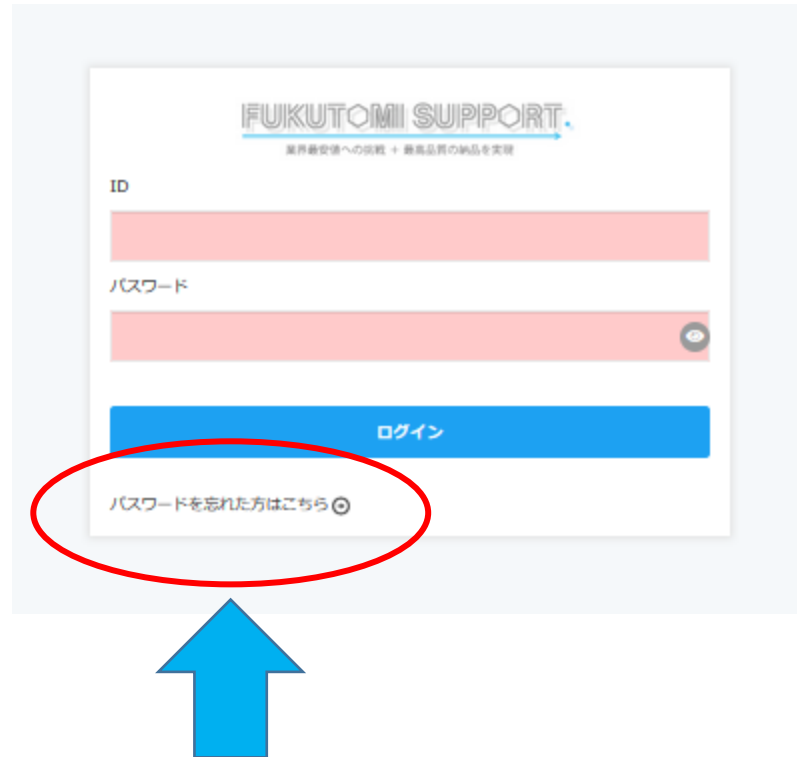 FUKUTOMI SUPPORT.
業界最安値への挑戦 + 最高品質の納品を実現
ID
パスワード
ログイン
パスワードを忘れた方はこちら